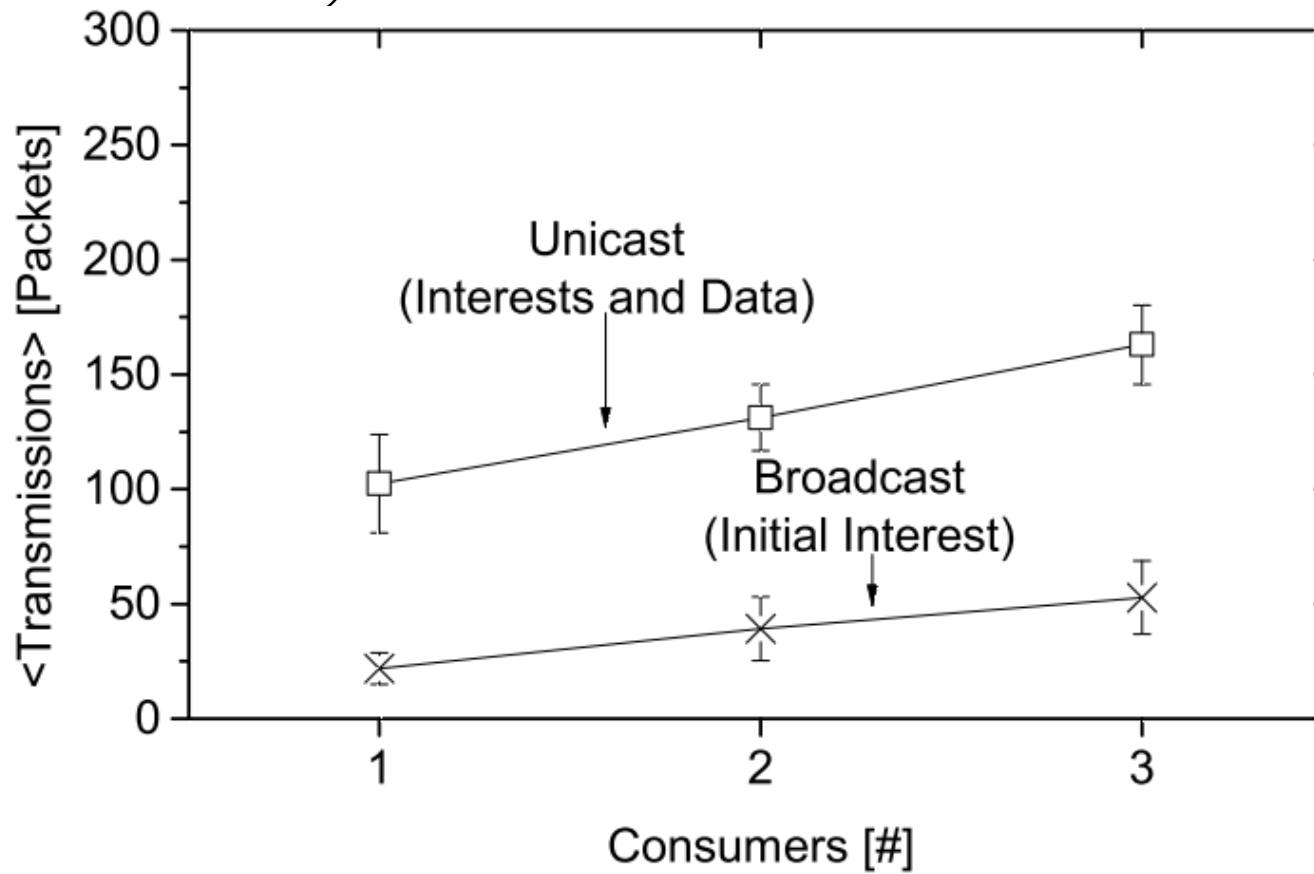 )
300
250
200
150
100
50
0
<Transmissions> [Packets]
Unicast
(Interests and Data)
Broadcast
(Initial Interest)
1 2 3
Consumers [#]